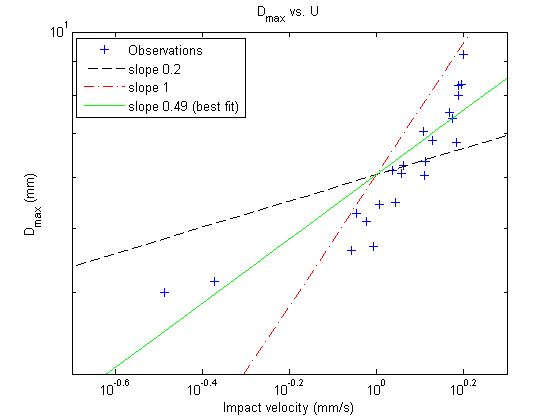 D_max vs. U
10^1
Observations
slope 0.2
slope 1
slope 0.49 (best fit)
D_max (mm)
10^-0.6 10^-0.4 10^-0.2 10^0 10^0.2
Impact velocity (mm/s)